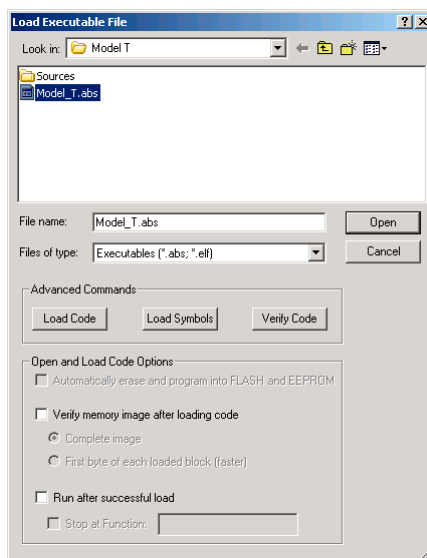 Load Executable File
Look in: Model T
Sources
Model_T.abs
File name: Model_T.abs Open
Files of type: Executables (*.abs; *.elf) Cancel
Advanced Commands
Load Code Load Symbols Verify Code
Open and Load Code Options
Automatically erase and program into FLASH and EEPROM
Verify memory image after loading code
Complete image
First byte of each loaded block (faster)
Run after successful load
Stop at Function: